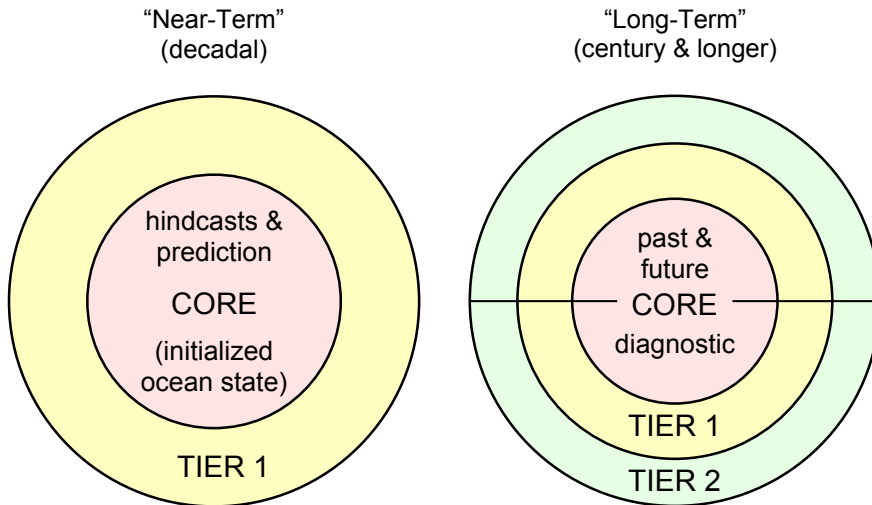 “Near-Term”
(decadal)
hindcasts &
prediction
CORE
(initialized
ocean state)
TIER 1
“Long-Term”
(century & longer)
past &
future
CORE
diagnostic
TIER 1
TIER 2